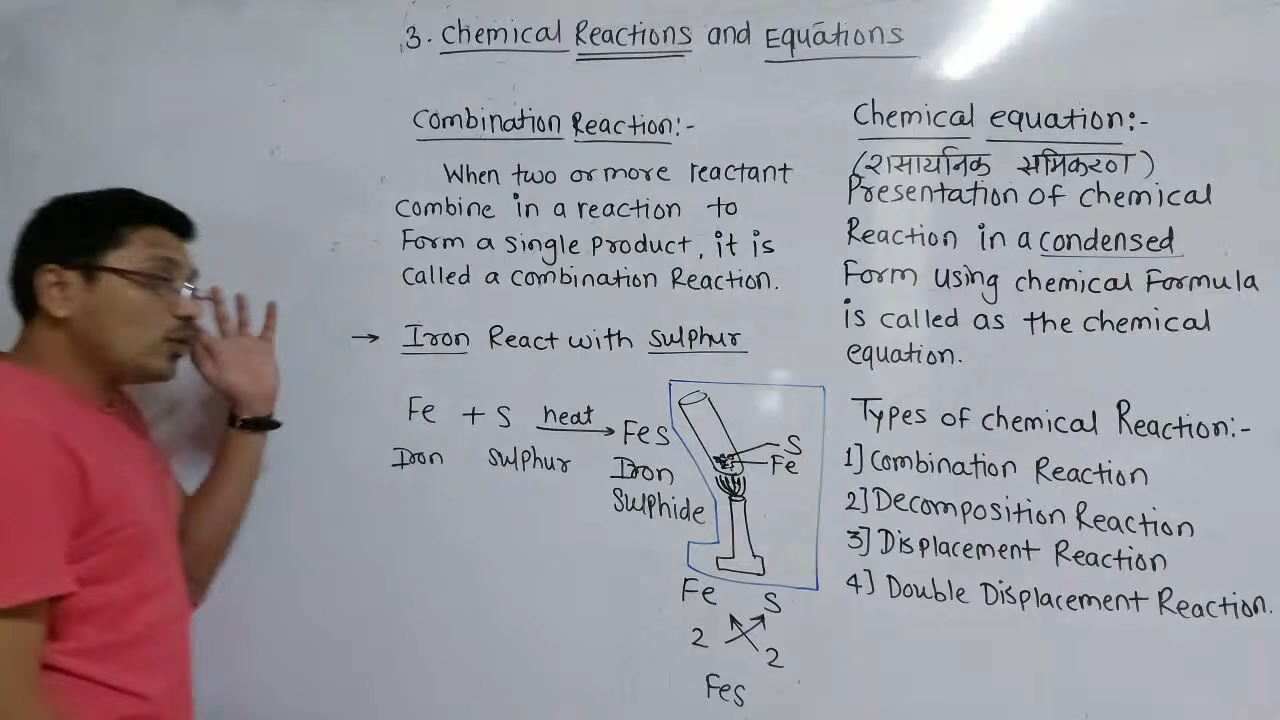 3. Chemical Reactions and Equations
Combination Reaction:-
When two or more reactant
combine in a reaction to
Form a single product, it is
called a combination Reaction.
→ Iron React with sulphur
Fe + S heat → Fes
Iron sulphur Iron
Sulphide
S
Fe
Fe S
2 2
Fes
Chemical equation:-
(रासार्यानिक समिकरण)
Presentation of chemical
Reaction in a condensed
Form using chemical Formula
is called as the chemical
equation.
Types of chemical Reaction:-
1] Combination Reaction
2] Decomposition Reaction
3] Displacement Reaction
4] Double Displacement Reaction.